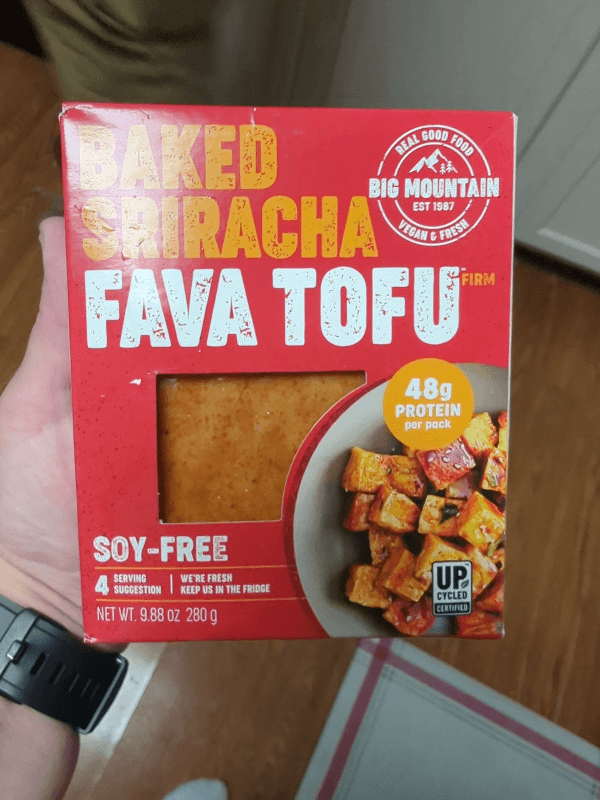 BAKED
SRIRACHA
FAVA TOFU FIRM
REAL GOOD FOOD
BIG MOUNTAIN
EST 1987
VEGAN & FRESH
48g
PROTEIN
per pack
SOY-FREE
4 SERVING SUGGESTION
WE'RE FRESH
KEEP US IN THE FRIDGE
NET WT. 9.88 OZ 280 g
UP
CYCLED
CERTIFIED